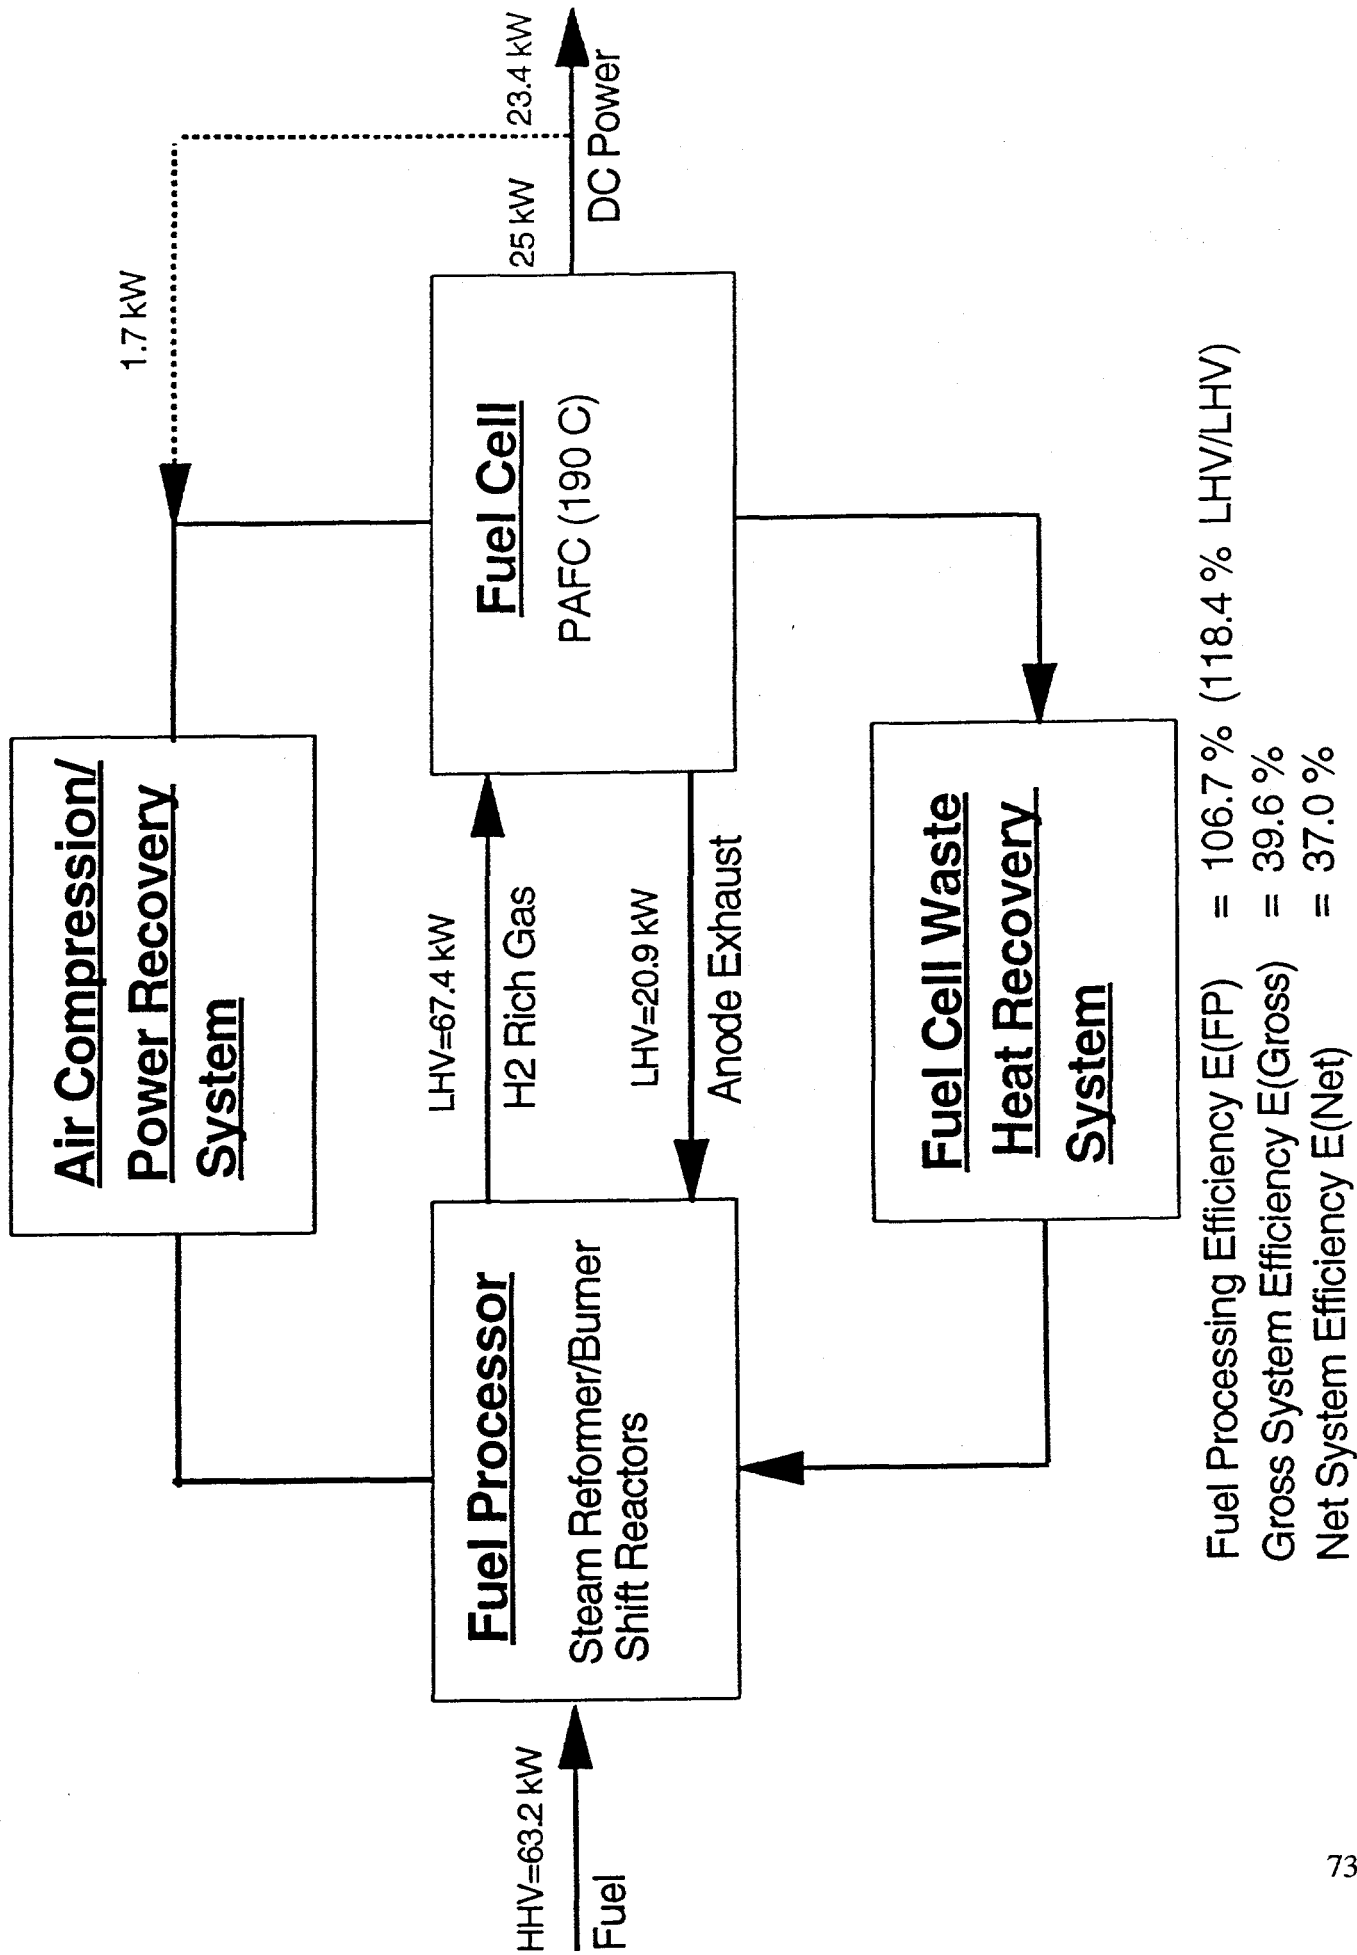 Air Compression/
Power Recovery
System
1.7 kW
HHV=63.2 kW
Fuel
Fuel Processor
Steam Reformer/Burner
Shift Reactors
LHV=67.4 kW
H2 Rich Gas
LHV=20.9 kW
Anode Exhaust
Fuel Cell
PAFC (190 C)
25 kW
23.4 kW
DC Power
Fuel Cell Waste
Heat Recovery
System
Fuel Processing Efficiency E(FP) = 106.7 % (118.4 % LHV/LHV)
Gross System Efficiency E(Gross) = 39.6 %
Net System Efficiency E(Net) = 37.0 %
73